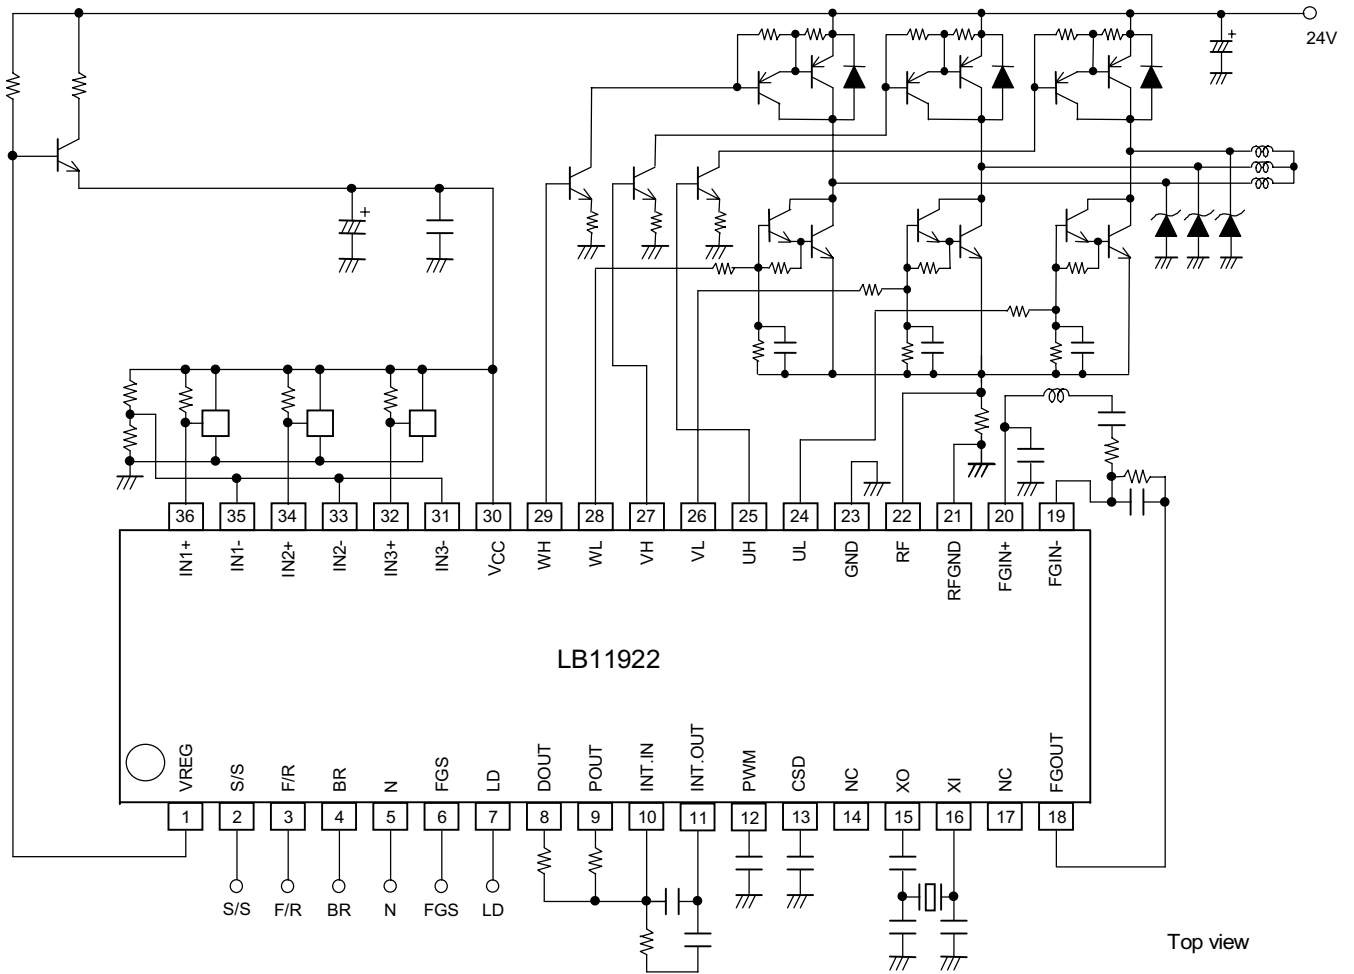 24V
+
+
36 35 34 33 32 31 30 29 28 27 26 25 24 23 22 21 20 19
IN1+ IN1- IN2+ IN2- IN3+ IN3- VCC WH WL VH VL UH UL GND RF RFGND FGIN+ FGIN-
LB11922
VREG S/S F/R BR N FGS LD DOUT POUT INT.IN INT.OUT PWM CSD NC XO XI NC FGOUT
1 2 3 4 5 6 7 8 9 10 11 12 13 14 15 16 17 18
S/S F/R BR N FGS LD
Top view